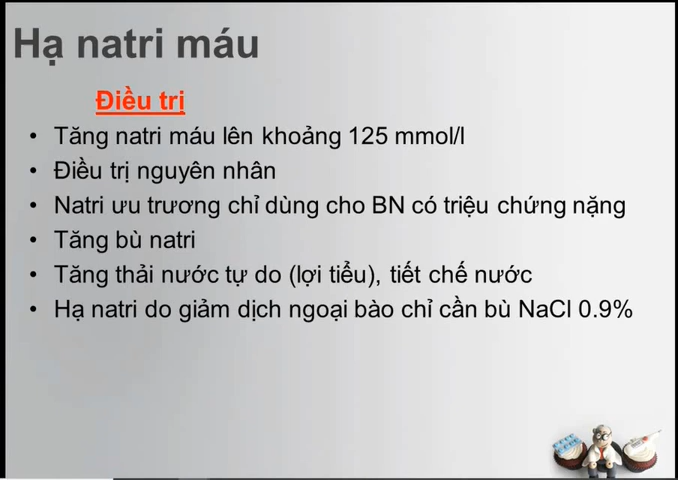 Hạ natri máu
Điều trị
• Tăng natri máu lên khoảng 125 mmol/l
• Điều trị nguyên nhân
• Natri ưu trương chỉ dùng cho BN có triệu chứng nặng
• Tăng bù natri
• Tăng thải nước tự do (lợi tiểu), tiết chế nước
• Hạ natri do giảm dịch ngoại bào chỉ cần bù NaCl 0.9%